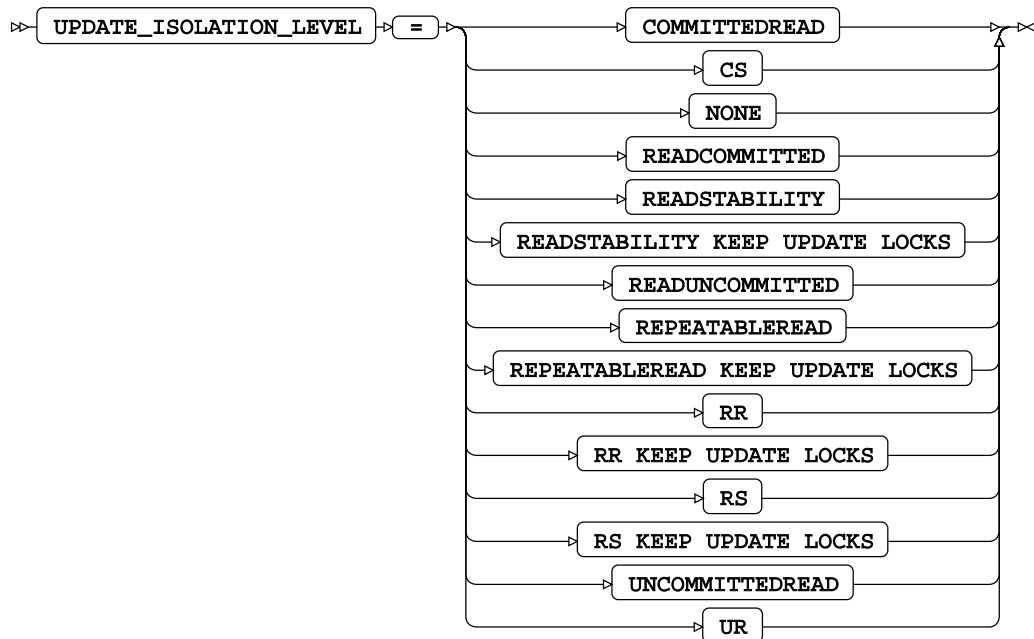 UPDATE_ISOLATION_LEVEL = COMMITTEDREAD
CS
NONE
READCOMMITTED
READSTABILITY
READSTABILITY KEEP UPDATE LOCKS
READUNCOMMITTED
REPEATABLEREAD
REPEATABLEREAD KEEP UPDATE LOCKS
RR
RR KEEP UPDATE LOCKS
RS
RS KEEP UPDATE LOCKS
UNCOMMITTEDREAD
UR